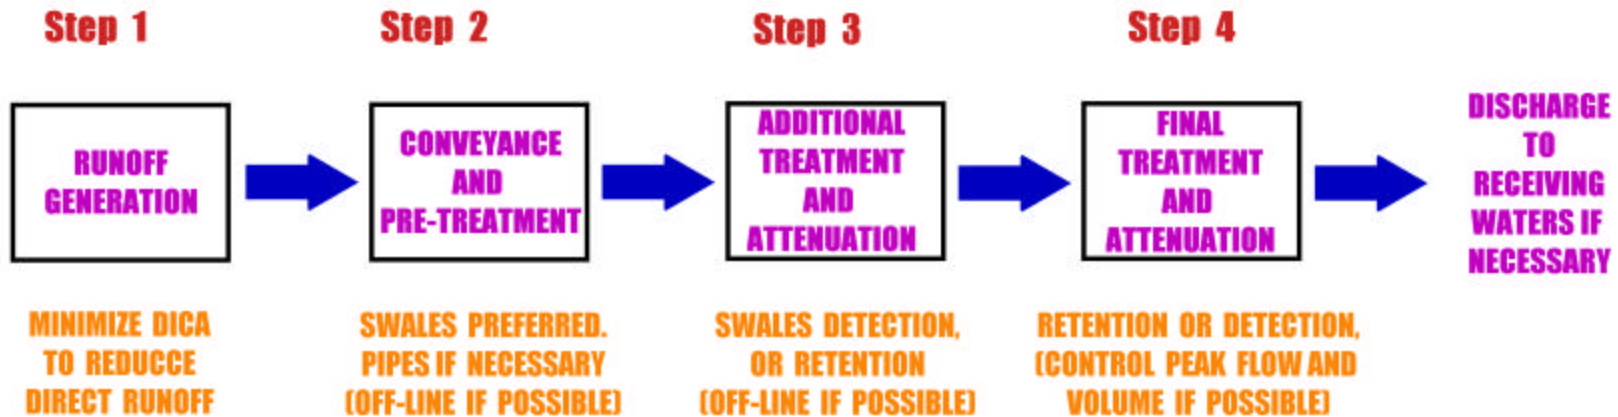 Step 1
Step 2
Step 3
Step 4
RUNOFF
GENERATION
CONVEYANCE
AND
PRE-TREATMENT
ADDITIONAL
TREATMENT
AND
ATTENUATION
FINAL
TREATMENT
AND
ATTENUATION
DISCHARGE
TO
RECEIVING
WATERS IF
NECESSARY
MINIMIZE DICA
TO REDUCCE
DIRECT RUNOFF
SWALES PREFERRED.
PIPES IF NECESSARY
(OFF-LINE IF POSSIBLE)
SWALES DETECTION,
OR RETENTION
(OFF-LINE IF POSSIBLE)
RETENTION OR DETECTION,
(CONTROL PEAK FLOW AND
VOLUME IF POSSIBLE)